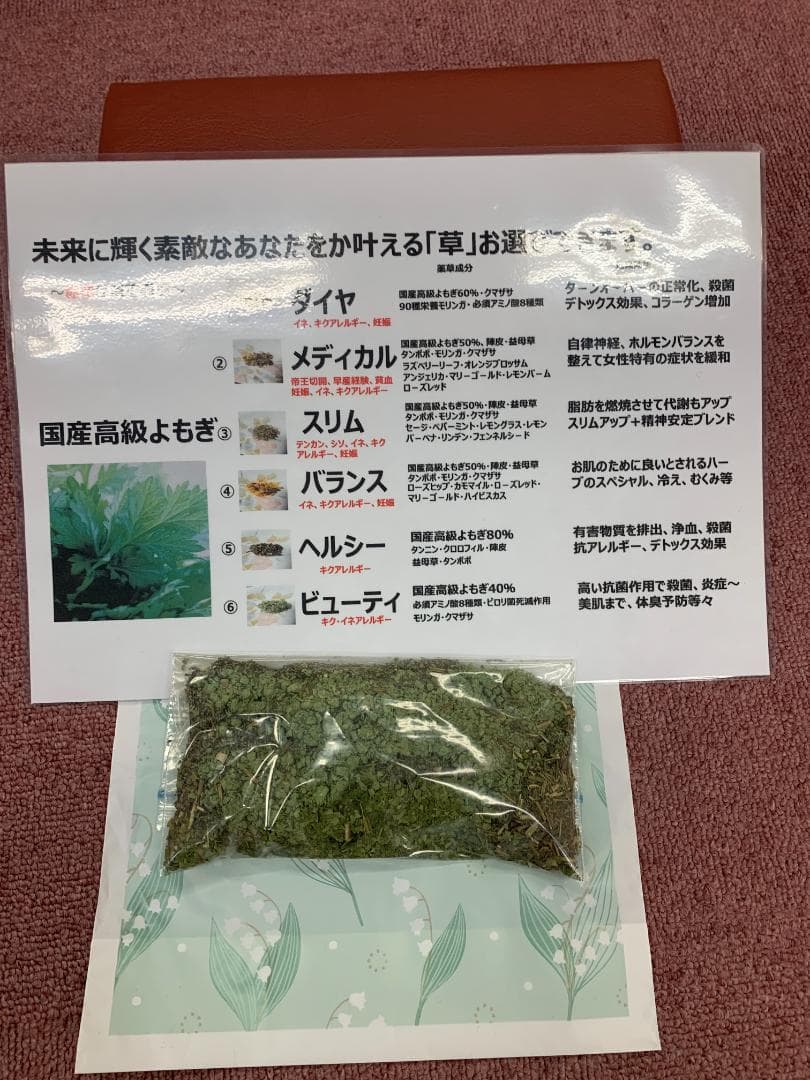 未来に輝く素敵なあなたをか叶える「草」お選びできます。
薬草成分
ダイヤ
イネ、キクアレルギー、妊娠
国産高級よもぎ60%・クマザサ
90種栄養モリンガ・必須アミノ酸8種類
ターンオーバーの正常化、殺菌
デトックス効果、コラーゲン増加
②
メディカル
帝王切開、早産経験、貧血
妊娠、イネ、キクアレルギー
国産高級よもぎ50%、陳皮・益母草
タンポポ・モリンガ・クマザサ
ラズベリーリーフ・オレンジブロッサム
アンジェリカ・マリーゴールド・レモンバーム
ローズレッド
自律神経、ホルモンバランスを
整えて女性特有の症状を緩和
国産高級よもぎ
③
スリム
テンカン、シソ、イネ、キク
アレルギー、妊娠
国産高級よもぎ50%・陳皮・益母草
タンポポ・モリンガ・クマザサ
セージ・ペパーミント・レモングラス・レモン
バーベナ・リンデン・フェンネルシード
脂肪を燃焼させて代謝もアップ
スリムアップ+精神安定ブレンド
④
バランス
イネ、キクアレルギー、妊娠
国産高級よもぎ50%・陳皮・益母草
タンポポ・モリンガ・クマザサ
ローズヒップ・カモマイル・ローズレッド・
マリーゴールド・ハイビスカス
お肌のために良いとされるハー
ブのスペシャル、冷え、むくみ等
⑤
ヘルシー
キクアレルギー
国産高級よもぎ80%
タンニン・クロロフィル・陳皮
益母草・タンポポ
有害物質を排出、浄血、殺菌
抗アレルギー、デトックス効果
⑥
ビューティ
キク・イネアレルギー
国産高級よもぎ40%
必須アミノ酸8種類・ピロリ菌死滅作用
モリンガ・クマザサ
高い抗菌作用で殺菌、炎症～
美肌まで、体臭予防等々